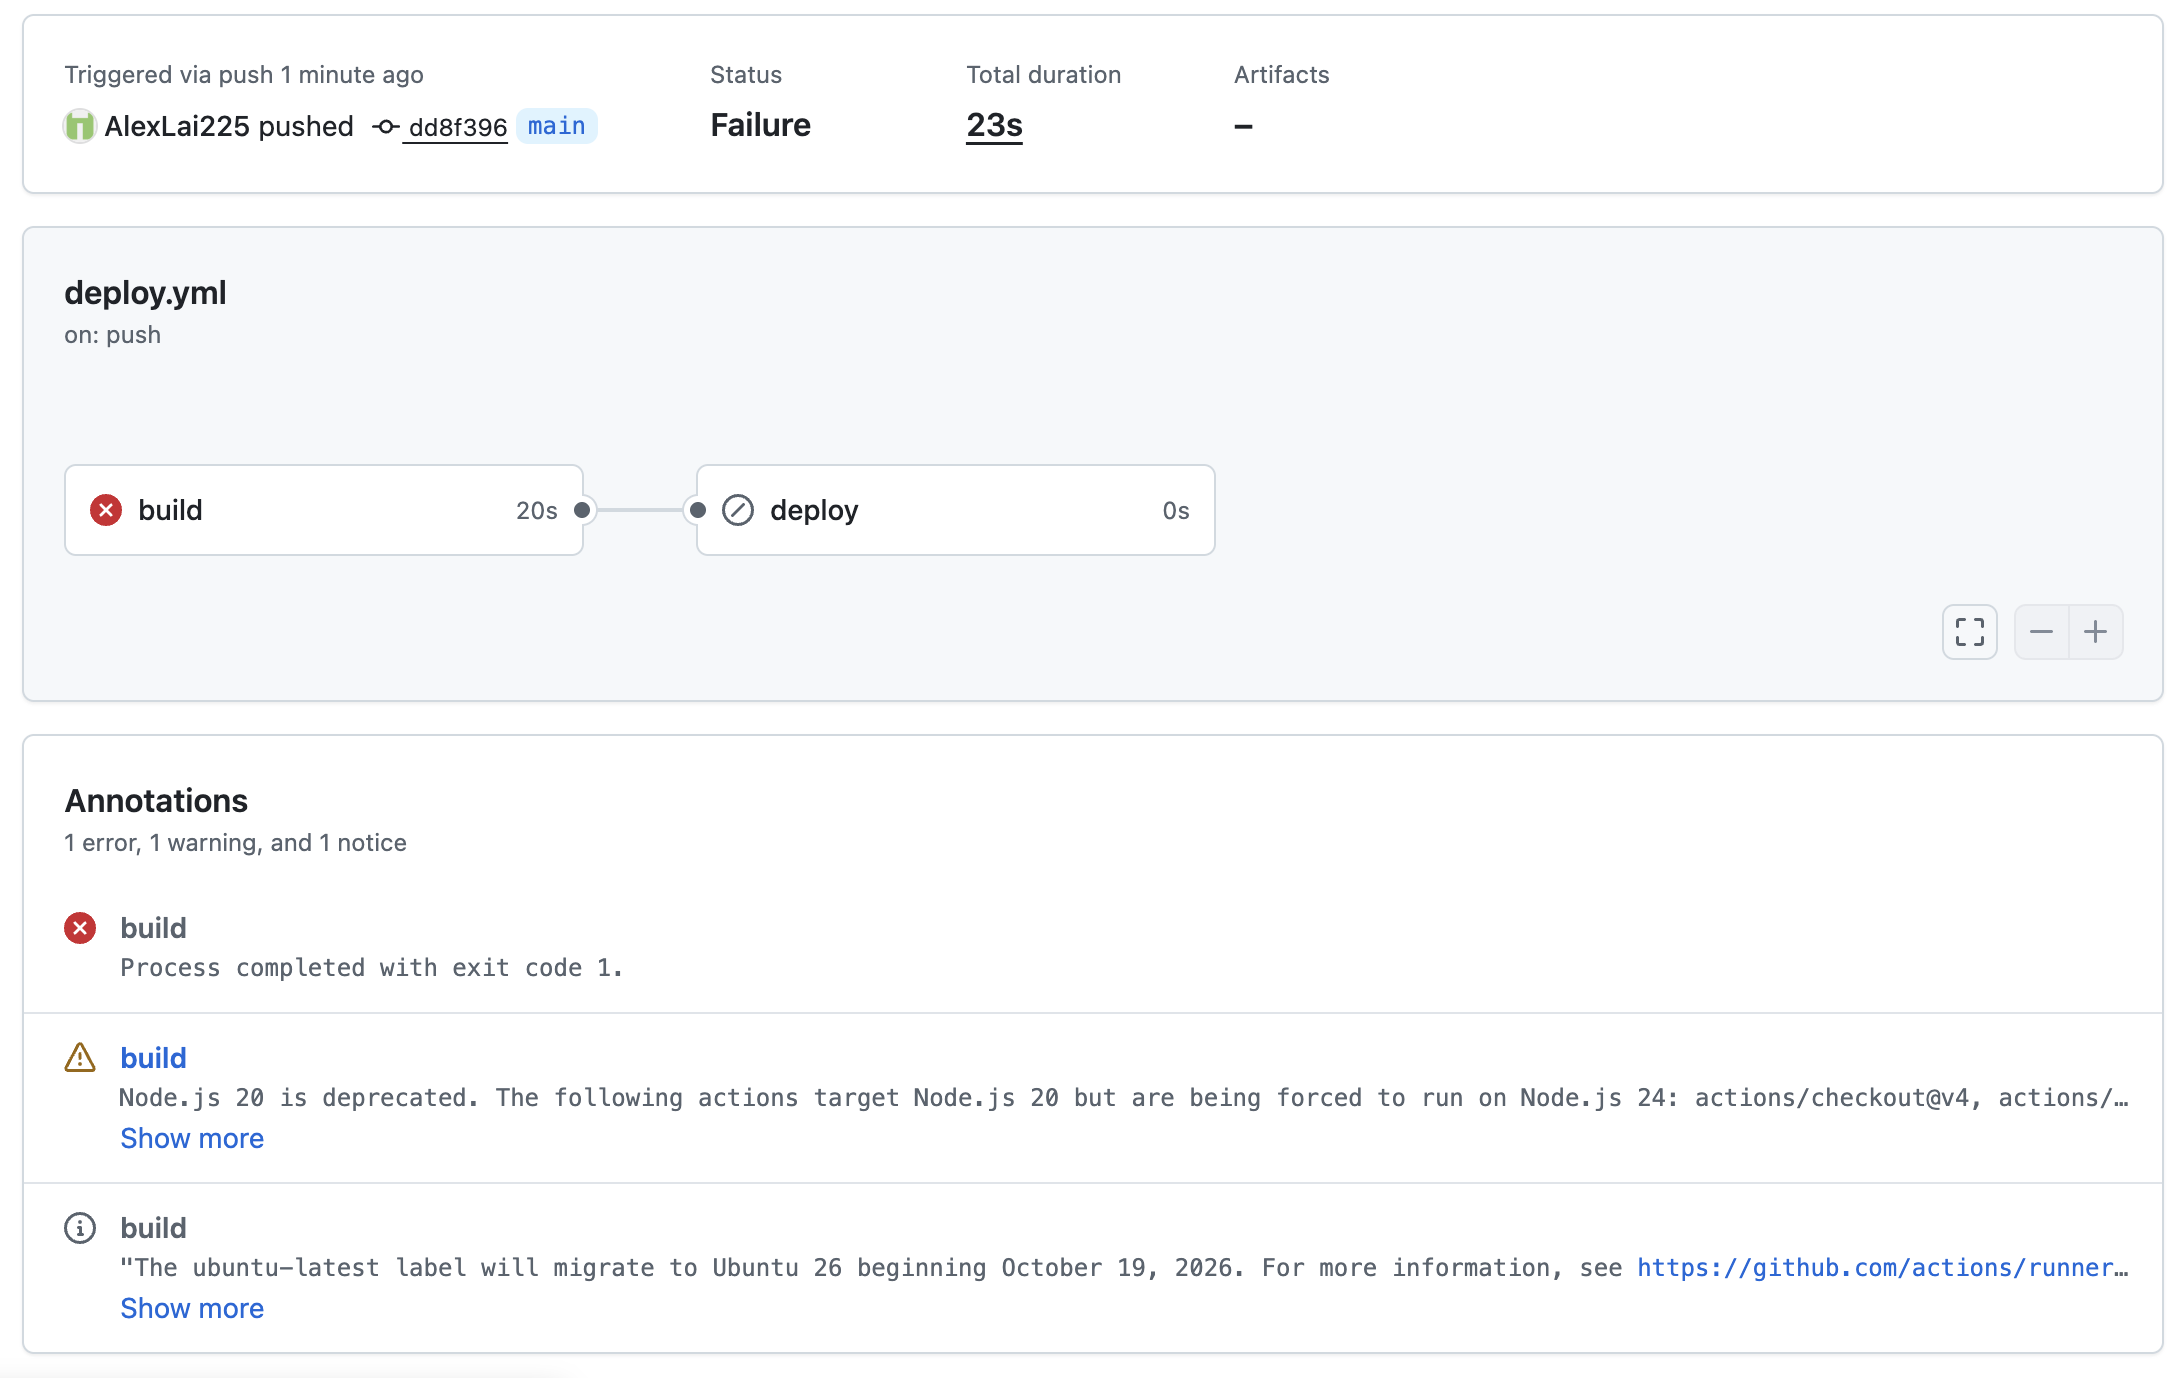 Triggered via push 1 minute ago
AlexLai225 pushed dd8f396 main
Status
Failure
Total duration
23s
Artifacts
–
deploy.yml
on: push
build 20s
deploy 0s
Annotations
1 error, 1 warning, and 1 notice
build
Process completed with exit code 1.
build
Node.js 20 is deprecated. The following actions target Node.js 20 but are being forced to run on Node.js 24: actions/checkout@v4, actions/…
Show more
build
"The ubuntu-latest label will migrate to Ubuntu 26 beginning October 19, 2026. For more information, see https://github.com/actions/runner…
Show more